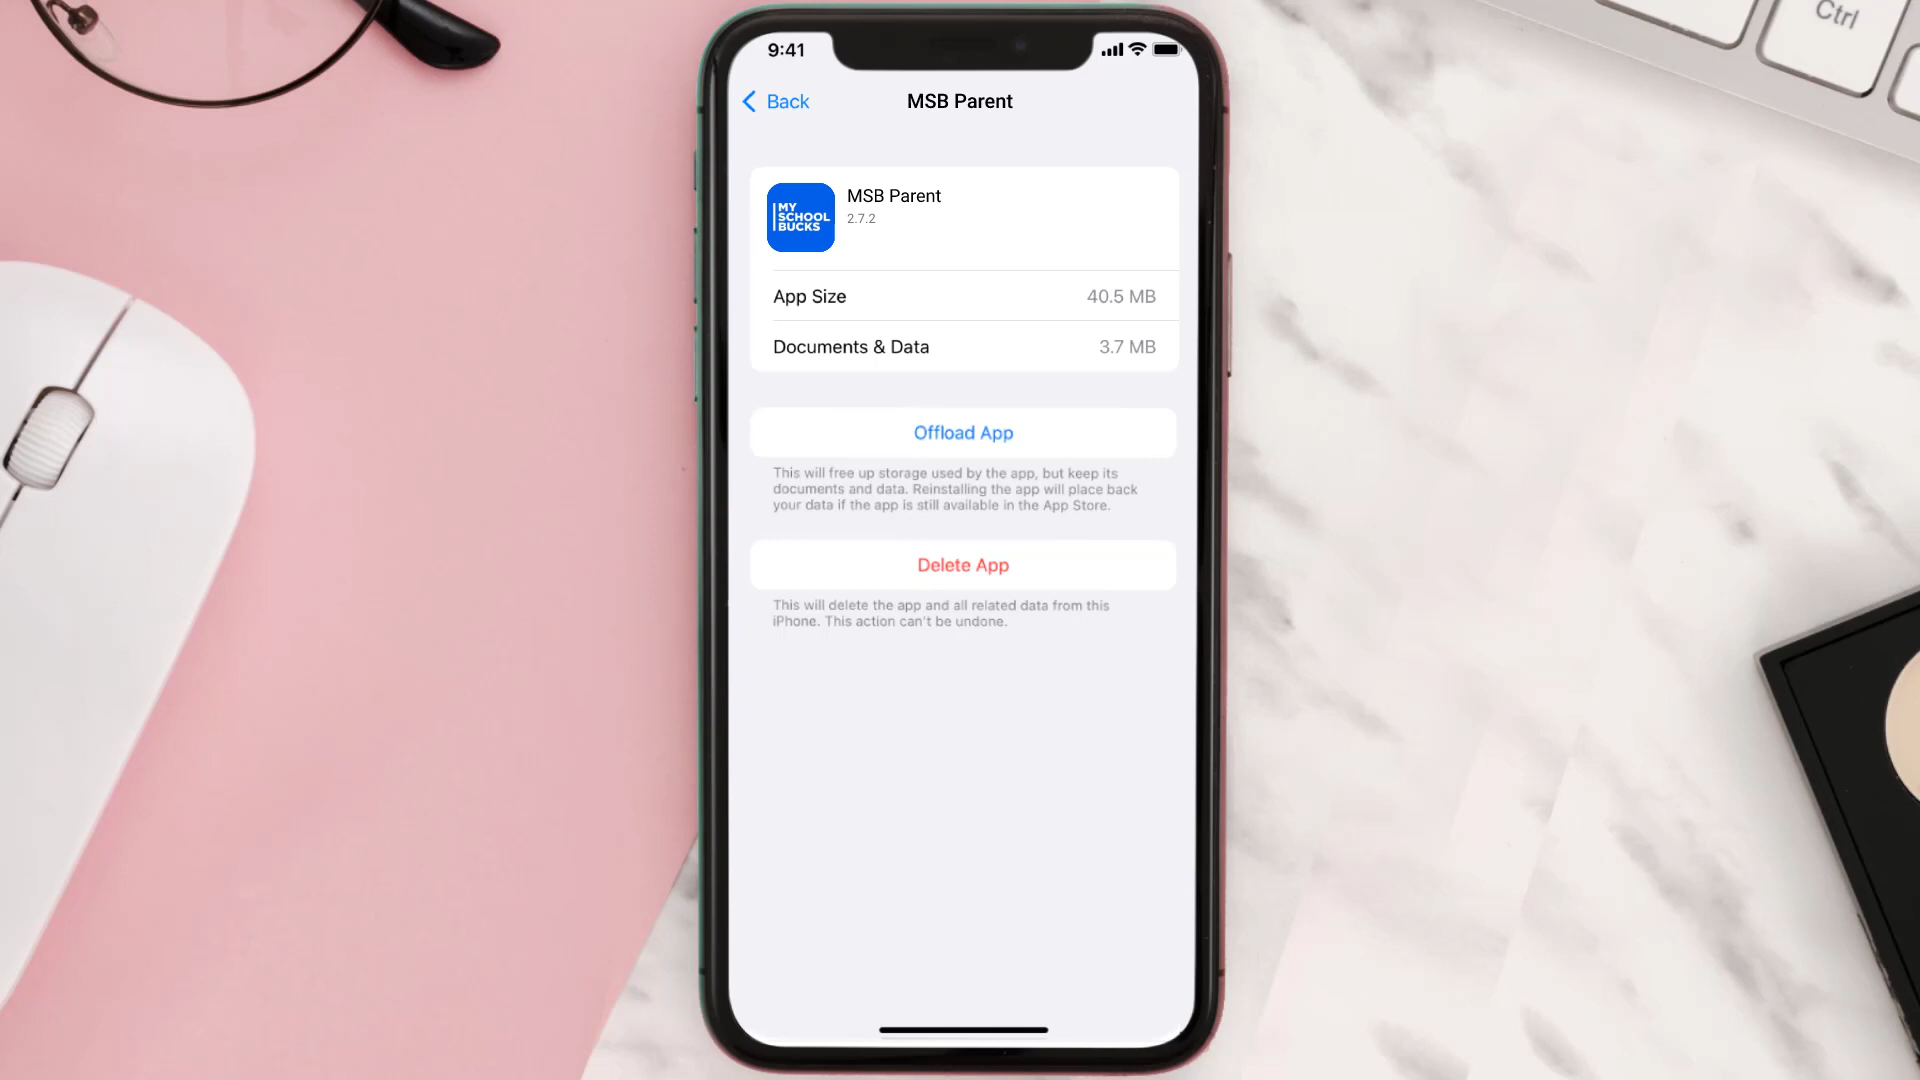 Ctrl
9:41
Back
MSB Parent
MY
SCHOOL
BUCKS
MSB Parent
2.7.2
App Size 40.5 MB
Documents & Data 3.7 MB
Offload App
This will free up storage used by the app, but keep its
documents and data. Reinstalling the app will place back
your data if the app is still available in the App Store.
Delete App
This will delete the app and all related data from this
iPhone. This action can't be undone.